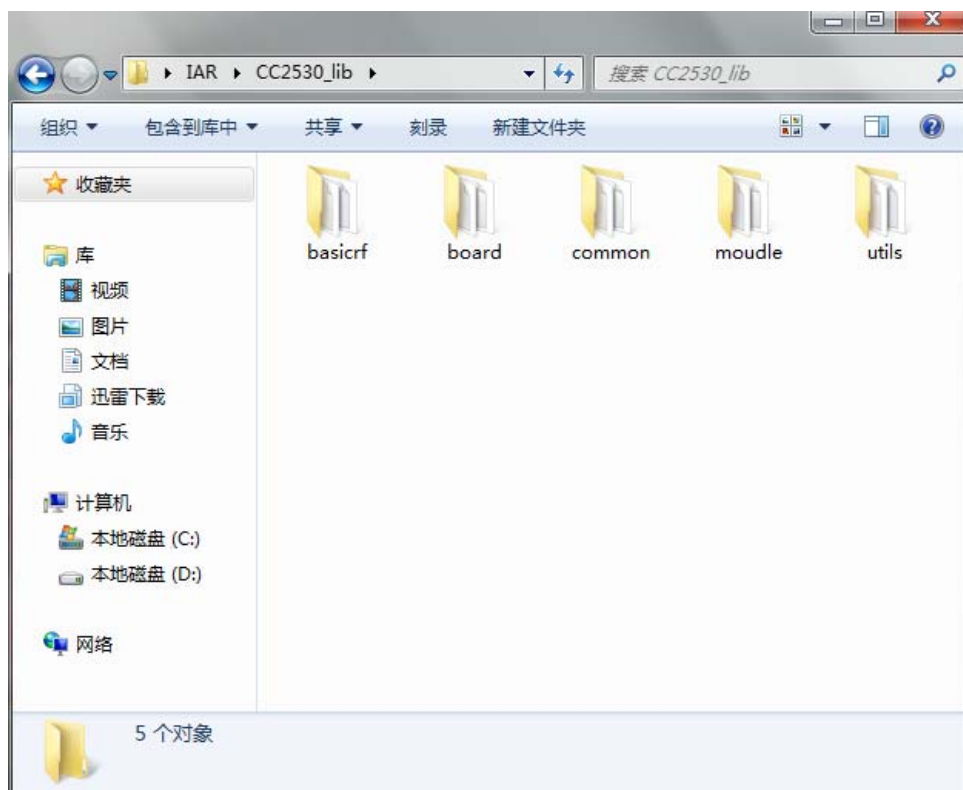 IAR ▸ CC2530_lib ▸
搜索 CC2530_lib
组织 包含到库中 共享 刻录 新建文件夹
收藏夹
库
视频
图片
文档
迅雷下载
音乐
计算机
本地磁盘 (C:)
本地磁盘 (D:)
网络
basicrf board common moudle utils
5 个对象